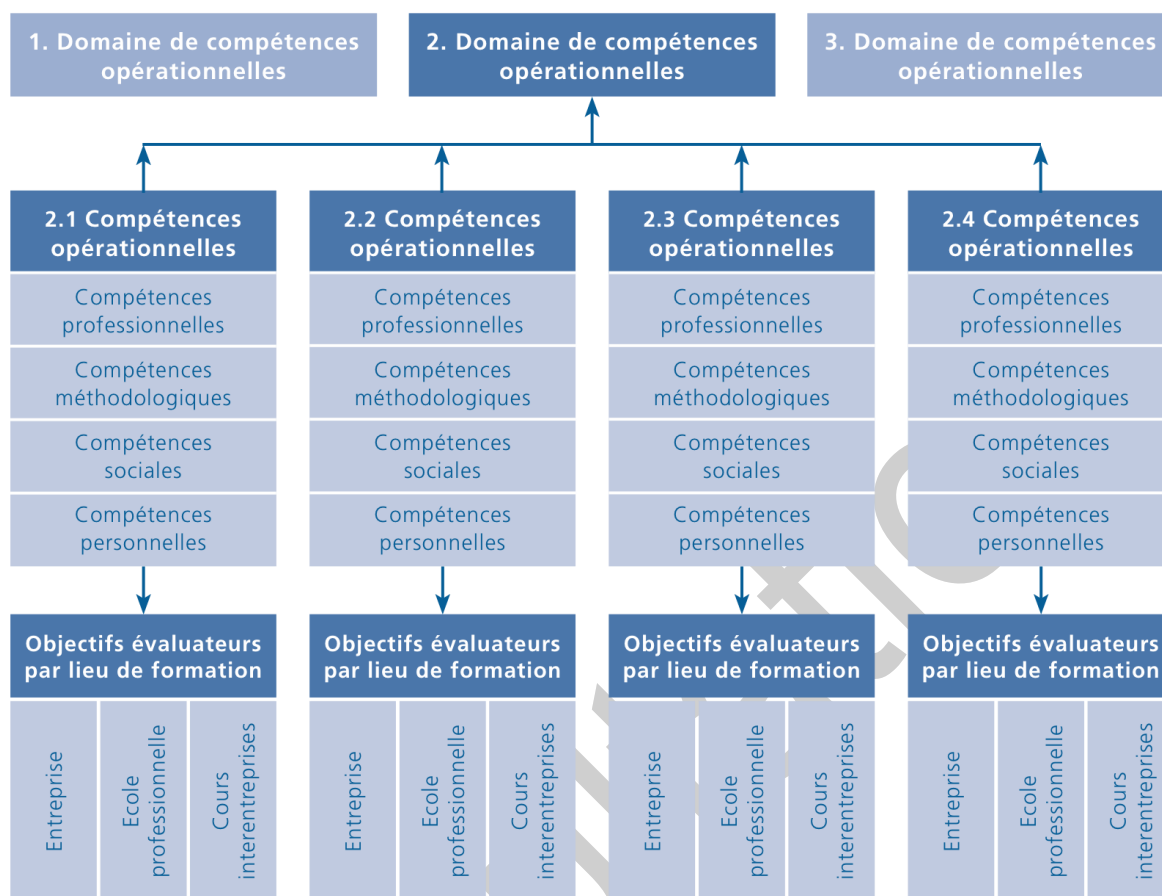 1. Domaine de compétences
opérationnelles
2. Domaine de compétences
opérationnelles
3. Domaine de compétences
opérationnelles
2.1 Compétences
opérationnelles
2.2 Compétences
opérationnelles
2.3 Compétences
opérationnelles
2.4 Compétences
opérationnelles
Compétences
professionnelles
Compétences
professionnelles
Compétences
professionnelles
Compétences
professionnelles
Compétences
méthodologiques
Compétences
méthodologiques
Compétences
méthodologiques
Compétences
méthodologiques
Compétences
sociales
Compétences
sociales
Compétences
sociales
Compétences
sociales
Compétences
personnelles
Compétences
personnelles
Compétences
personnelles
Compétences
personnelles
Objectifs évaluateurs
par lieu de formation
Objectifs évaluateurs
par lieu de formation
Objectifs évaluateurs
par lieu de formation
Objectifs évaluateurs
par lieu de formation
Entreprise
Ecole
professionnelle
Cours
interentreprises
Entreprise
Ecole
professionnelle
Cours
interentreprises
Entreprise
Ecole
professionnelle
Cours
interentreprises
Entreprise
Ecole
professionnelle
Cours
interentreprises